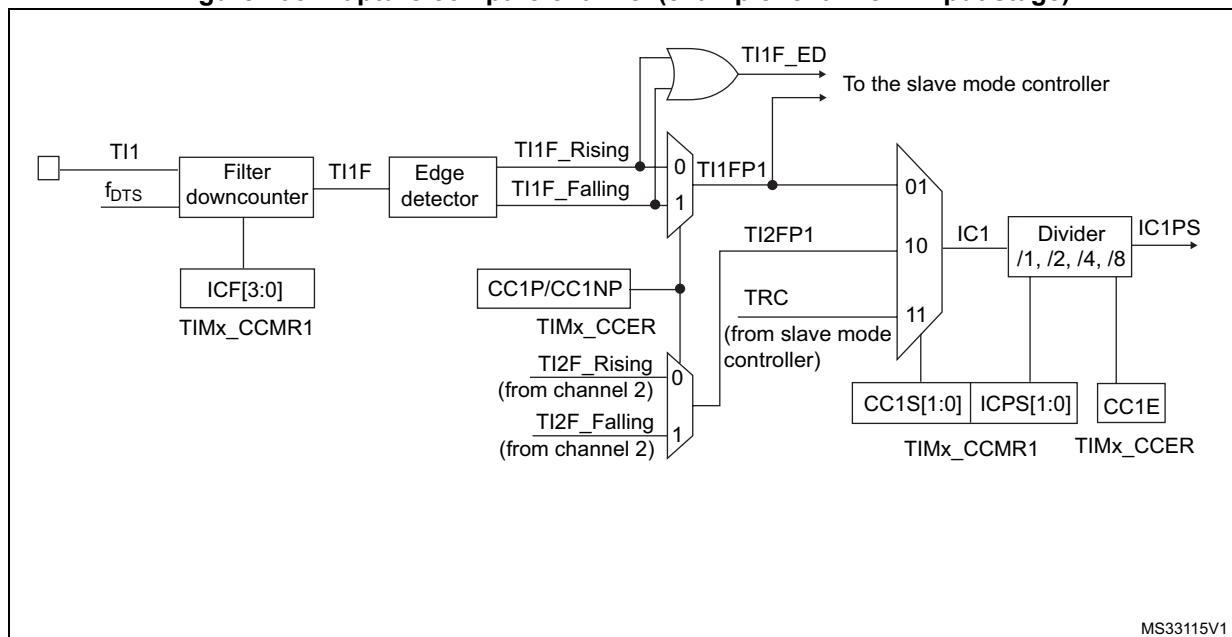 TI1F_ED
To the slave mode controller
TI1
fDTS
Filter
downcounter
TI1F
Edge
detector
TI1F_Rising
TI1F_Falling
0
1
TI1FP1
01
TI2FP1
10
IC1
Divider
/1, /2, /4, /8
IC1PS
ICF[3:0]
TIMx_CCMR1
CC1P/CC1NP
TIMx_CCER
TRC
11
(from slave mode
controller)
TI2F_Rising
(from channel 2)
0
TI2F_Falling
(from channel 2)
1
CC1S[1:0]
ICPS[1:0]
CC1E
TIMx_CCMR1
TIMx_CCER
MS33115V1